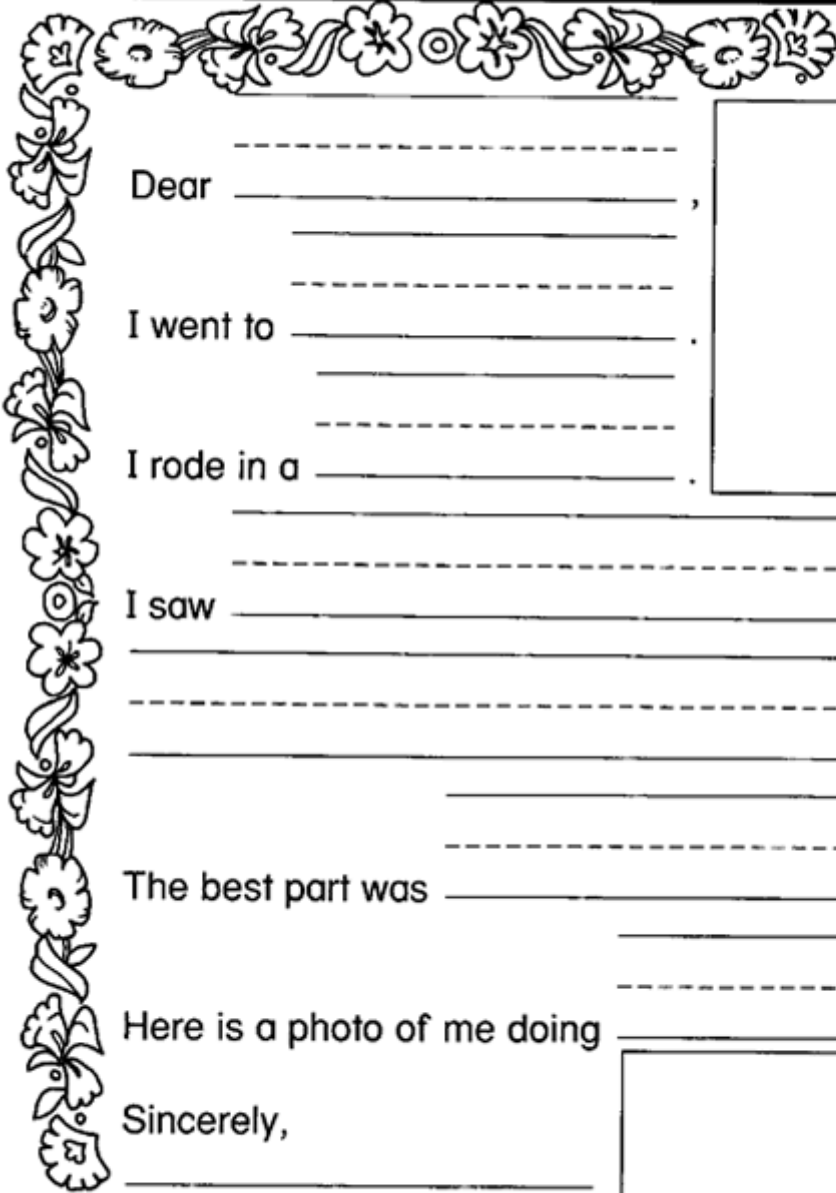 Dear ,
I went to .
I rode in a .
I saw
The best part was
Here is a photo of me doing
Sincerely,